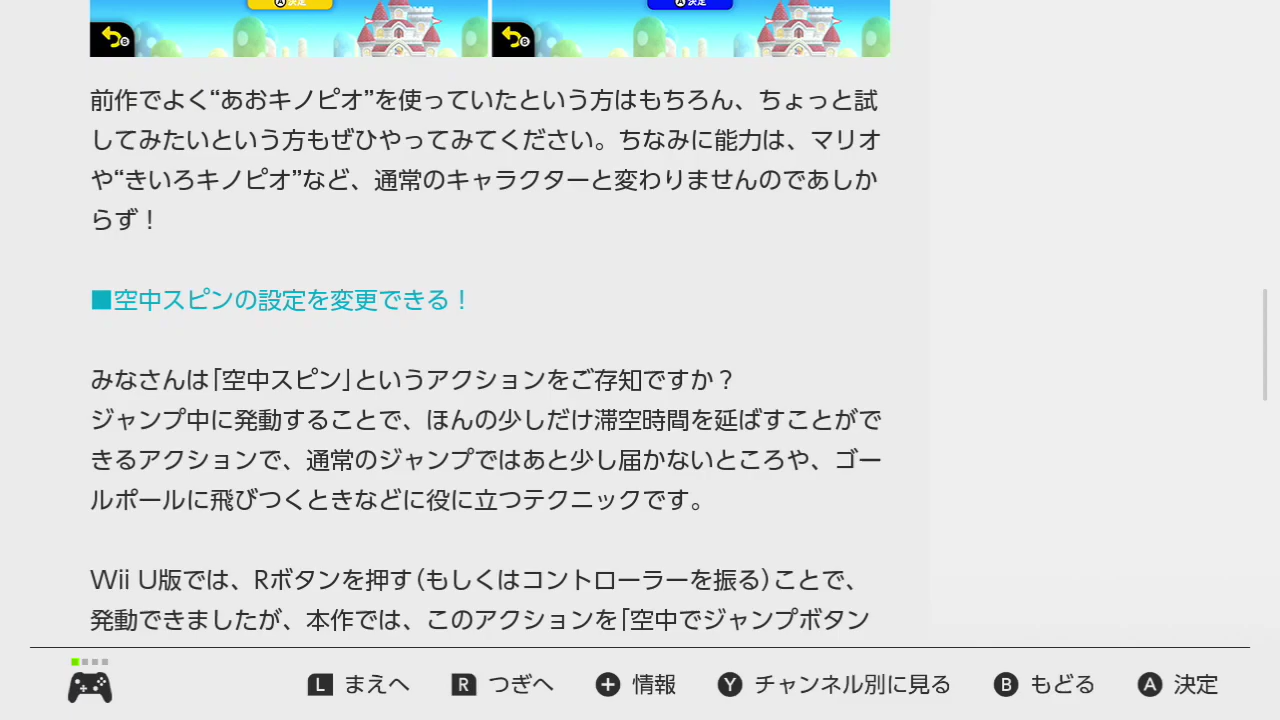 A決定 A決定
B B
前作でよく“あおキノピオ”を使っていたという方はもちろん、ちょっと試
してみたいという方もぜひやってみてください。ちなみに能力は、マリオ
や“きいろキノピオ”など、通常のキャラクターと変わりませんのであしか
らず！
■空中スピンの設定を変更できる！
みなさんは「空中スピン」というアクションをご存知ですか？
ジャンプ中に発動することで、ほんの少しだけ滞空時間を延ばすことがで
きるアクションで、通常のジャンプではあと少し届かないところや、ゴー
ルポールに飛びつくときなどに役に立つテクニックです。
Wii U版では、Rボタンを押す（もしくはコントローラーを振る）ことで、
発動できましたが、本作では、このアクションを「空中でジャンプボタン
L まえへ R つぎへ + 情報 Y チャンネル別に見る B もどる A 決定